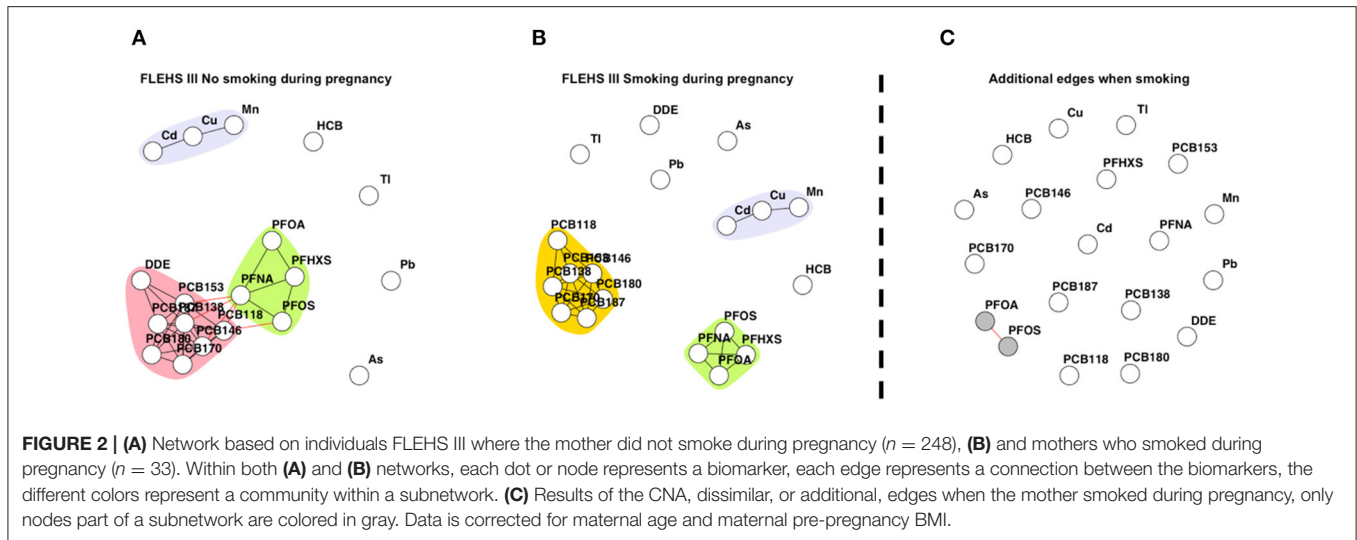 A
B
C
FLEHS III No smoking during pregnancy
FLEHS III Smoking during pregnancy
Additional edges when smoking
Mn
Cu
Cd
HCB
Tl
PFOA
PFHXS
DDE
PCB153
PFNA
PCB138
PCB118
PFOS
PCB146
PCB180
PCB170
Pb
As
DDE
As
Tl
Pb
Mn
Cu
Cd
PCB118
PCB146
PCB138
PCB180
PCB170
PCB187
HCB
PFOS
PFNA
PFHXS
PFOA
Cu
Tl
HCB
PCB153
PFHXS
As
PCB146
Mn
Cd
PFNA
PCB170
Pb
PCB187
PCB138
PFOA
PFOS
DDE
PCB118
PCB180
FIGURE 2 | (A) Network based on individuals FLEHS III where the mother did not smoke during pregnancy (n = 248), (B) and mothers who smoked during
pregnancy (n = 33). Within both (A) and (B) networks, each dot or node represents a biomarker, each edge represents a connection between the biomarkers, the
different colors represent a community within a subnetwork. (C) Results of the CNA, dissimilar, or additional, edges when the mother smoked during pregnancy, only
nodes part of a subnetwork are colored in gray. Data is corrected for maternal age and maternal pre-pregnancy BMI.